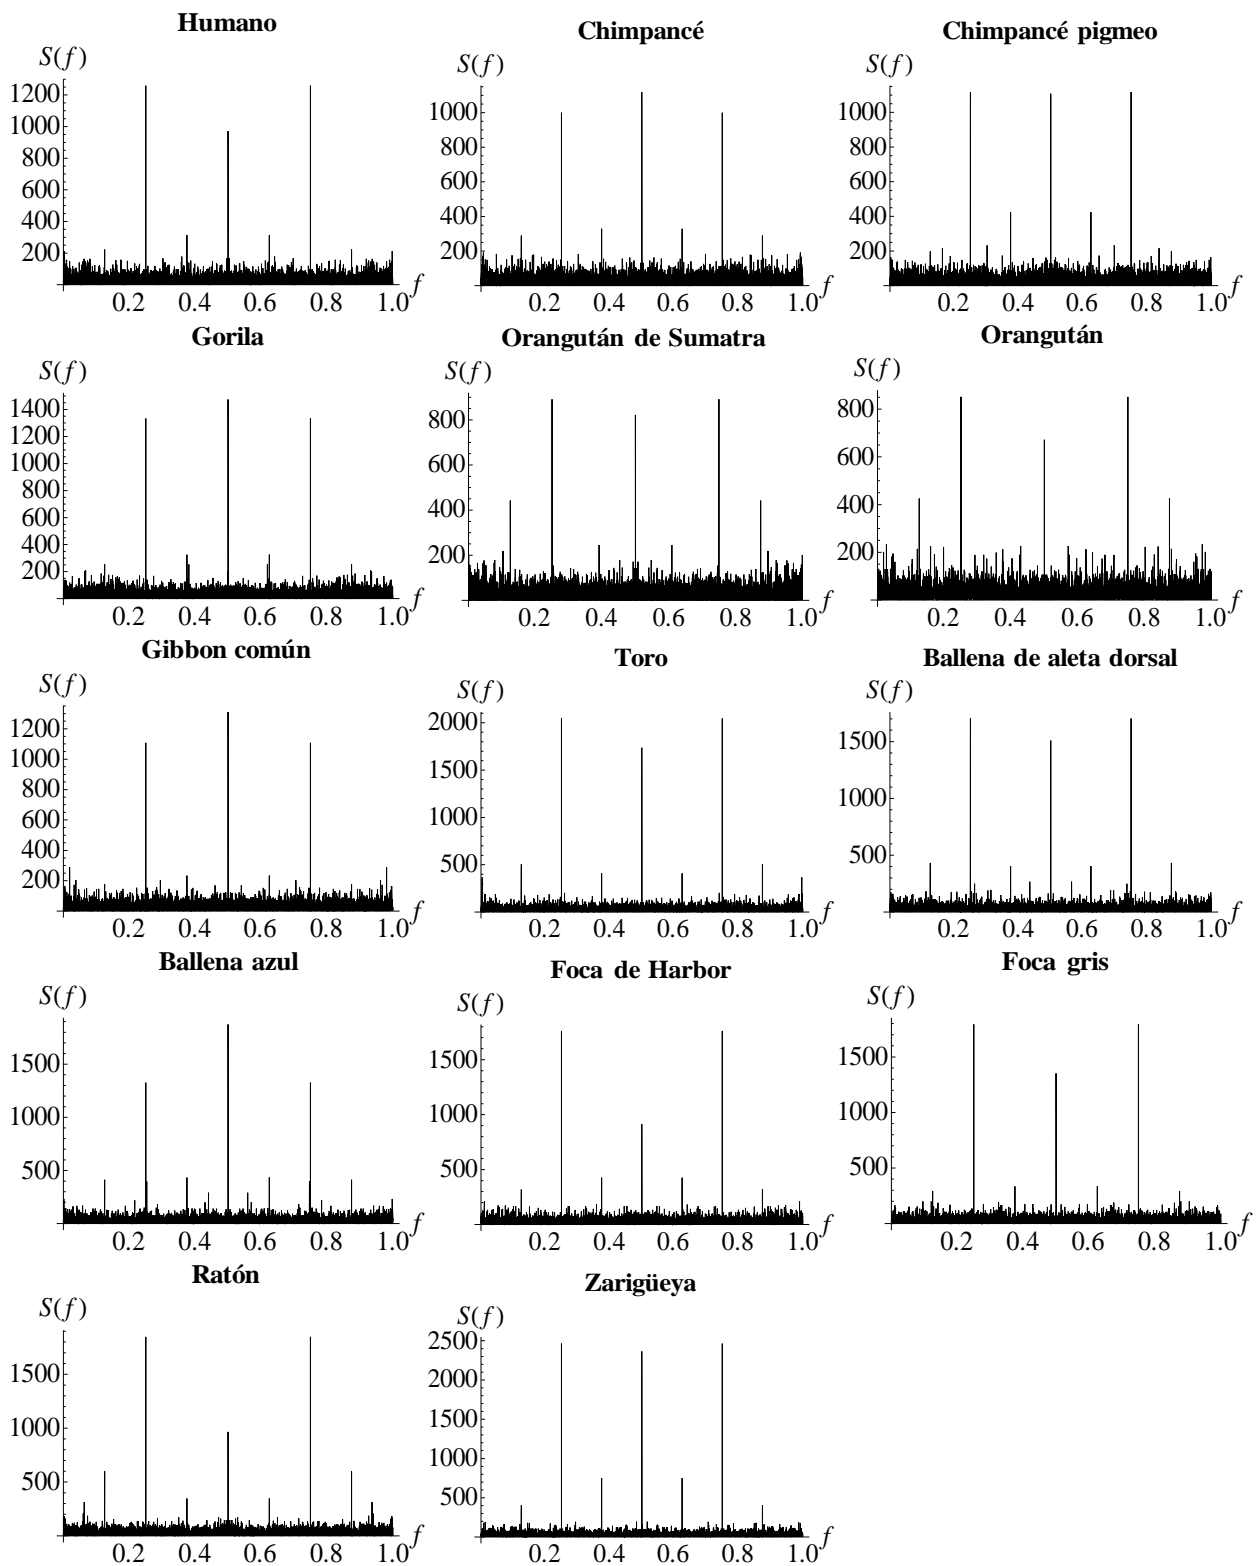 Humano
S(f)
1200
1000
800
600
400
200
0.2 0.4 0.6 0.8 1.0 f
Chimpancé
S(f)
1000
800
600
400
200
0.2 0.4 0.6 0.8 1.0 f
Chimpancé pigmeo
S(f)
1000
800
600
400
200
0.2 0.4 0.6 0.8 1.0 f
Gorila
S(f)
1400
1200
1000
800
600
400
200
0.2 0.4 0.6 0.8 1.0 f
Orangután de Sumatra
S(f)
800
600
400
200
0.2 0.4 0.6 0.8 1.0 f
Orangután
S(f)
800
600
400
200
0.2 0.4 0.6 0.8 1.0 f
Gibbon común
S(f)
1200
1000
800
600
400
200
0.2 0.4 0.6 0.8 1.0 f
Toro
S(f)
2000
1500
1000
500
0.2 0.4 0.6 0.8 1.0 f
Ballena de aleta dorsal
S(f)
1500
1000
500
0.2 0.4 0.6 0.8 1.0 f
Ballena azul
S(f)
1500
1000
500
0.2 0.4 0.6 0.8 1.0 f
Foca de Harbor
S(f)
1500
1000
500
0.2 0.4 0.6 0.8 1.0 f
Foca gris
S(f)
1500
1000
500
0.2 0.4 0.6 0.8 1.0 f
Ratón
S(f)
1500
1000
500
0.2 0.4 0.6 0.8 1.0 f
Zarigüeya
S(f)
2500
2000
1500
1000
500
0.2 0.4 0.6 0.8 1.0 f